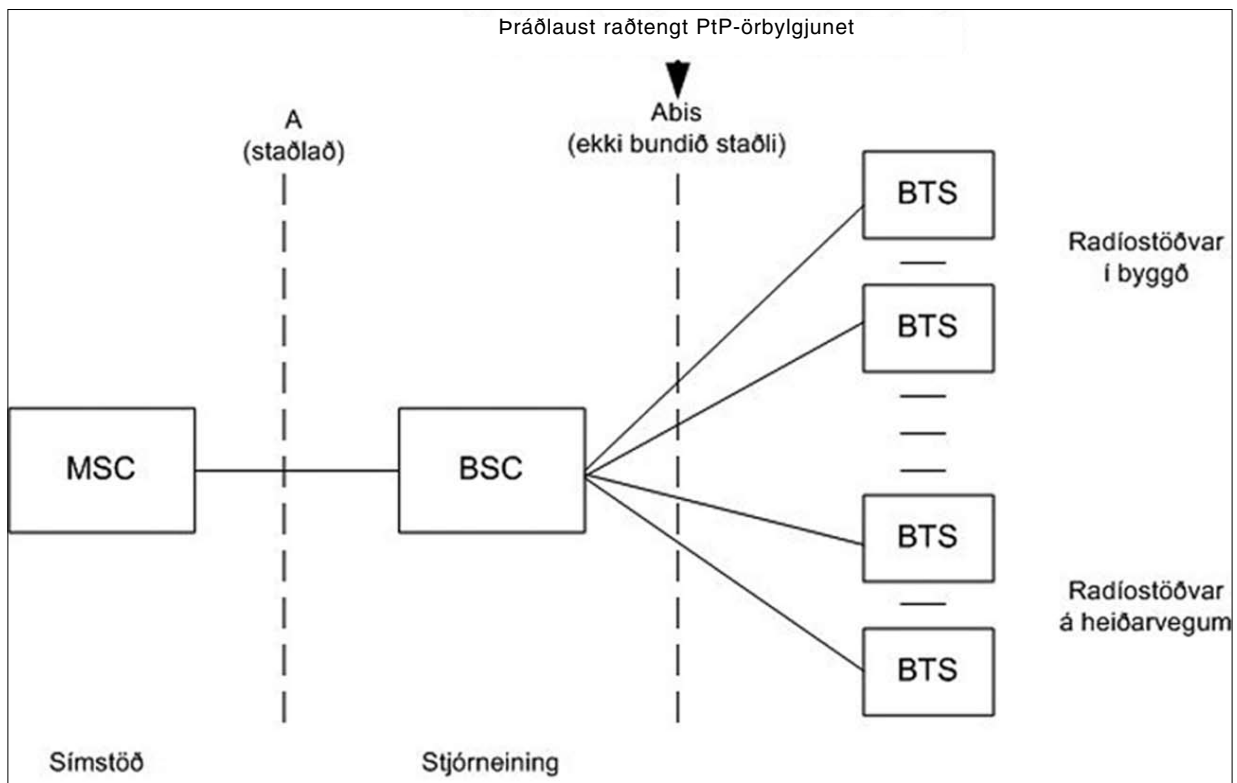 Þráðlaust raðtengt PtP-örbylgjunet
A
(staðlað)
Abis
(ekki bundið staðli)
BTS
Radíostöðvar
í byggð
BTS
MSC
BSC
BTS
Radíostöðvar
á heiðarvegum
BTS
Símstöð
Stjórneining